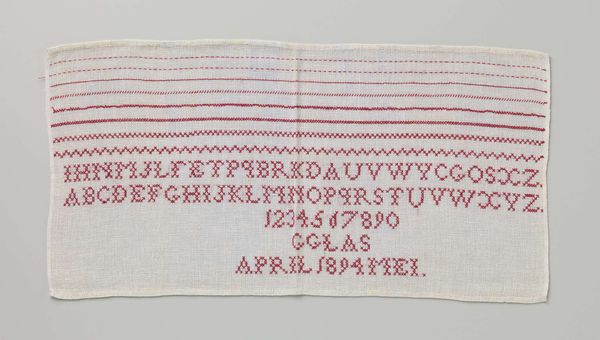 IHNMJLFETPQBRKDAUVWYCGOSXZ.
ABCDEFGHIJKLMNOPQRSTUVWXYZ.
1234567890
GGLAS
APRIL 1894 MEI.